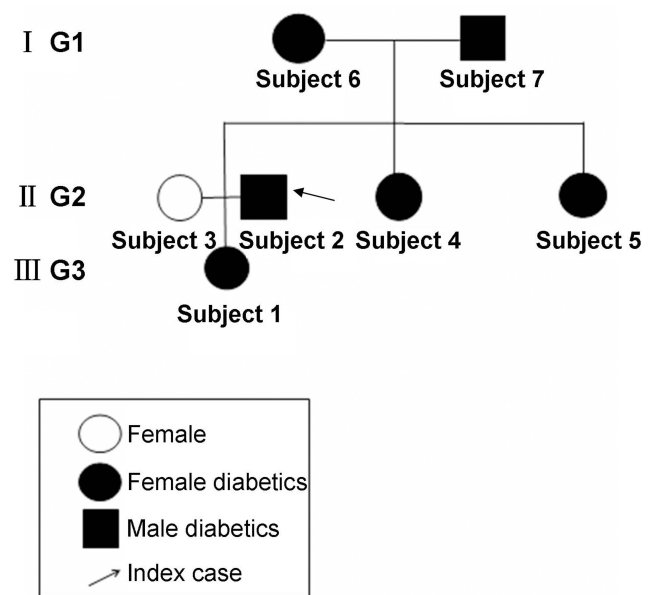 Ⅰ G1
Subject 6 Subject 7
Ⅱ G2
Subject 3 Subject 2 Subject 4 Subject 5
Ⅲ G3
Subject 1
Female
Female diabetics
Male diabetics
Index case